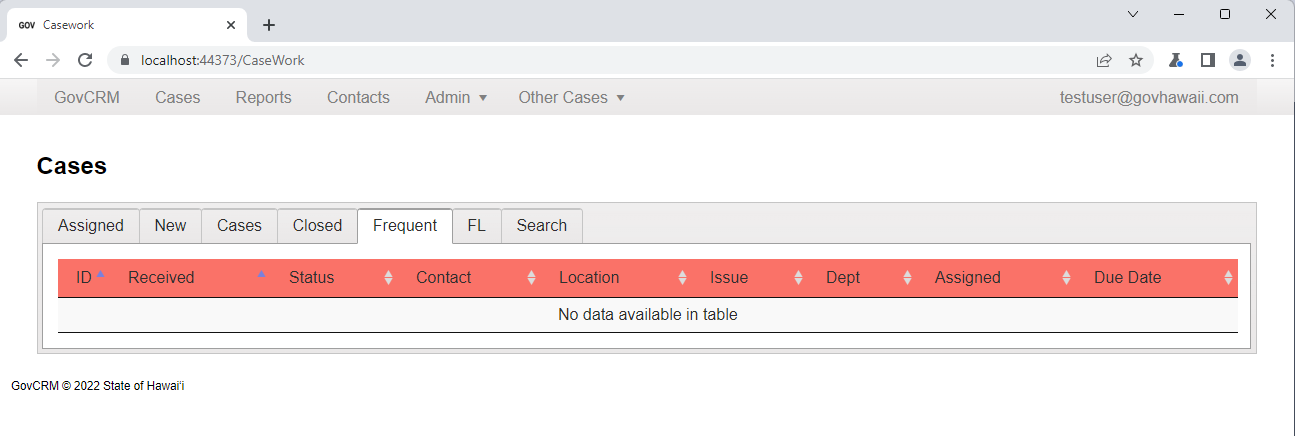 GOV Casework
localhost:44373/CaseWork
GovCRM Cases Reports Contacts Admin Other Cases testuser@govhawaii.com
Cases
Assigned New Cases Closed Frequent FL Search
ID Received Status Contact Location Issue Dept Assigned Due Date
No data available in table
GovCRM © 2022 State of Hawaiʻi